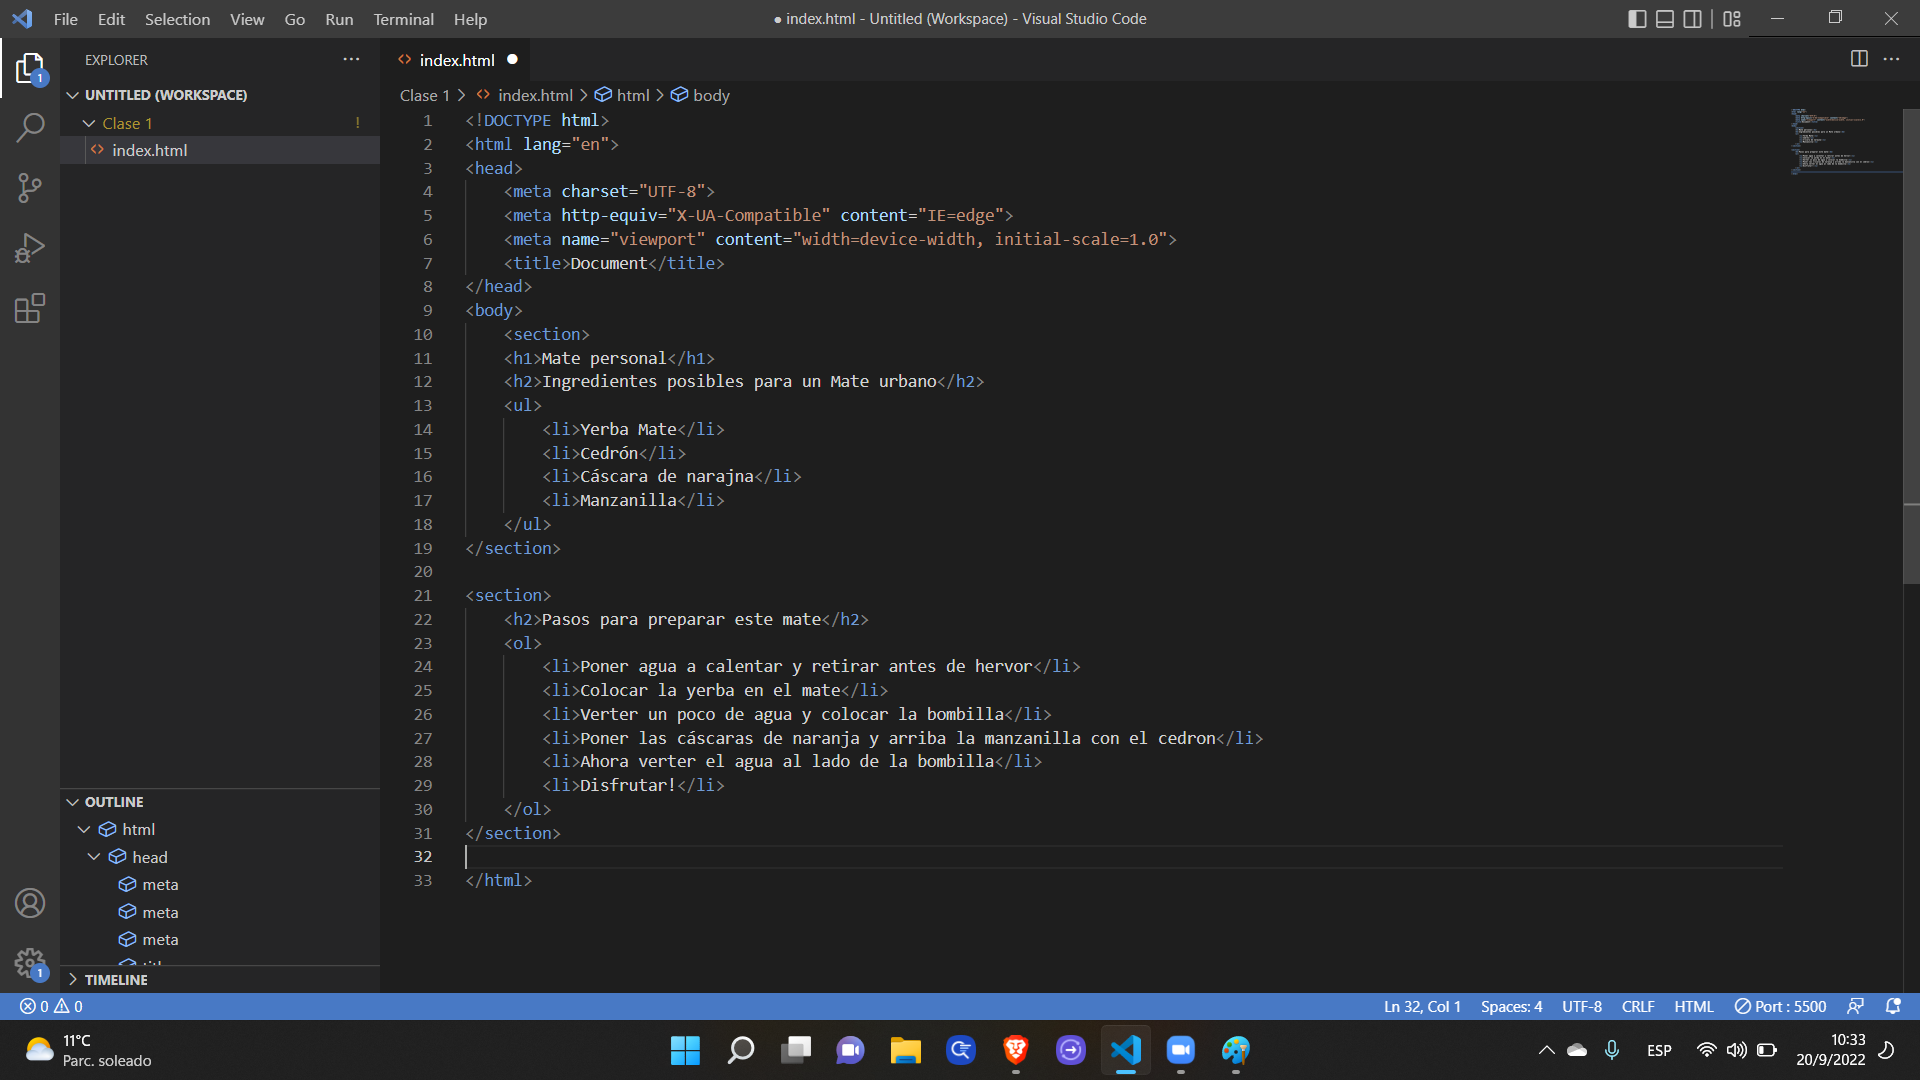 File Edit Selection View Go Run Terminal Help
● index.html - Untitled (Workspace) - Visual Studio Code
EXPLORER
UNTITLED (WORKSPACE)
Clase 1 !
index.html
index.html
Clase 1 > index.html > html > body
1 <!DOCTYPE html>
2 <html lang="en">
3 <head>
4 <meta charset="UTF-8">
5 <meta http-equiv="X-UA-Compatible" content="IE=edge">
6 <meta name="viewport" content="width=device-width, initial-scale=1.0">
7 <title>Document</title>
8 </head>
9 <body>
10 <section>
11 <h1>Mate personal</h1>
12 <h2>Ingredientes posibles para un Mate urbano</h2>
13 <ul>
14 <li>Yerba Mate</li>
15 <li>Cedrón</li>
16 <li>Cáscara de narajna</li>
17 <li>Manzanilla</li>
18 </ul>
19 </section>
20
21 <section>
22 <h2>Pasos para preparar este mate</h2>
23 <ol>
24 <li>Poner agua a calentar y retirar antes de hervor</li>
25 <li>Colocar la yerba en el mate</li>
26 <li>Verter un poco de agua y colocar la bombilla</li>
27 <li>Poner las cáscaras de naranja y arriba la manzanilla con el cedron</li>
28 <li>Ahora verter el agua al lado de la bombilla</li>
29 <li>Disfrutar!</li>
30 </ol>
31 </section>
32
33 </html>
OUTLINE
html
head
meta
meta
meta
TIMELINE
1
1
0 0
Ln 32, Col 1 Spaces: 4 UTF-8 CRLF HTML Port : 5500
11°C
Parc. soleado
ESP
10:33
20/9/2022